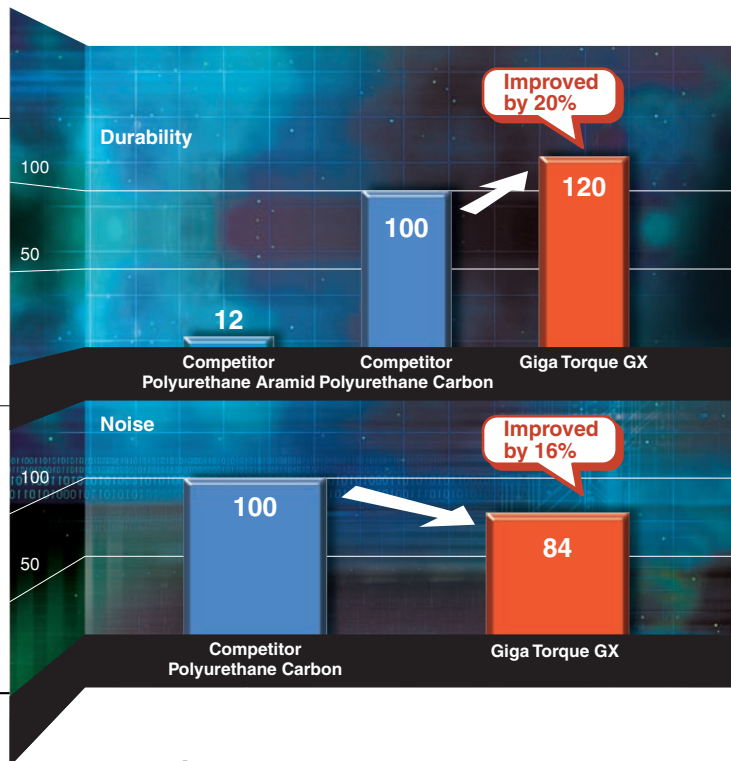 Improved
by 20%
Durability
100
120
100
50
12
Competitor
Polyurethane Aramid
Competitor
Polyurethane Carbon
Giga Torque GX
Noise
Improved
by 16%
100
100
84
50
Competitor
Polyurethane Carbon
Giga Torque GX